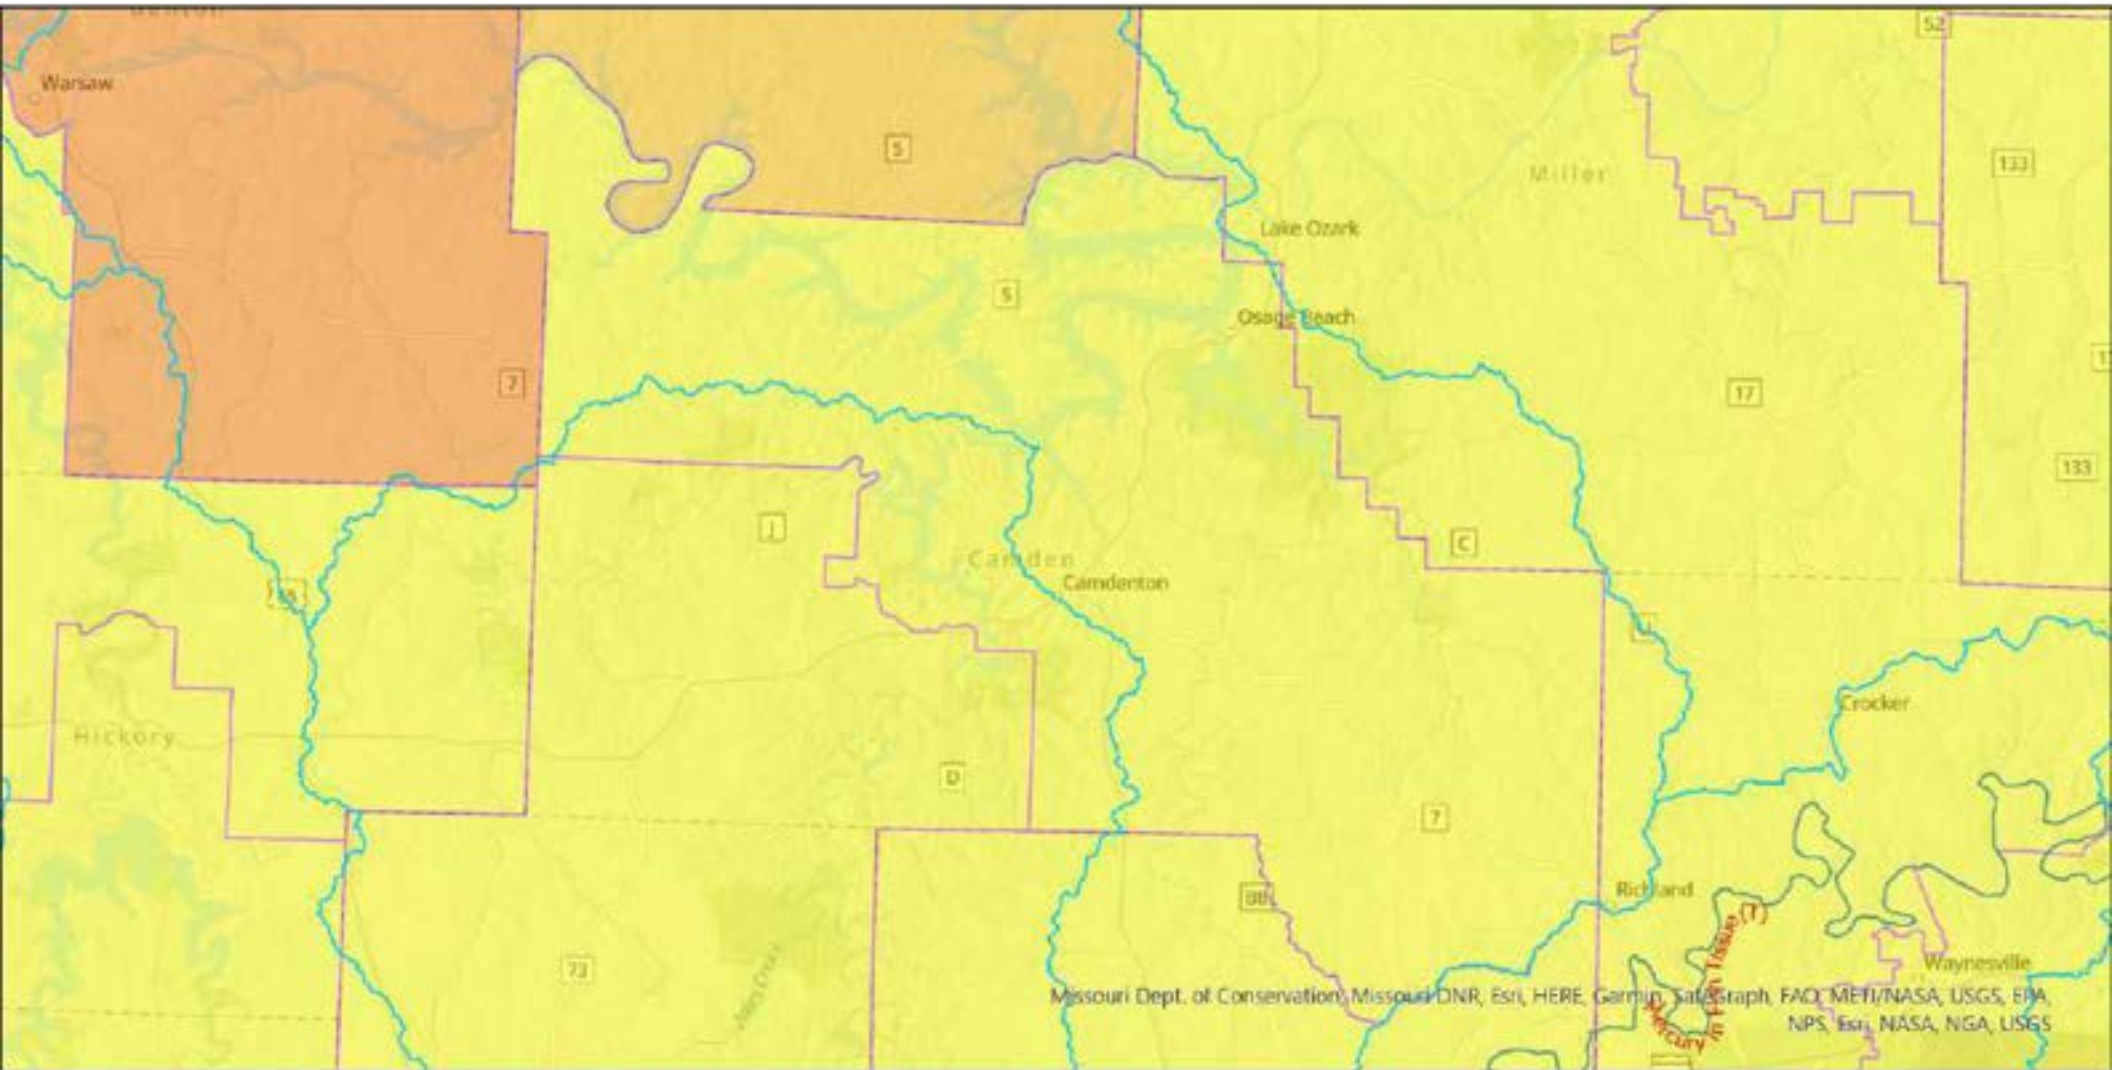 Benton
52
Warsaw
5
133
Miller
Lake Ozark
5
Osage Beach
7
17
133
J
C
Camden
Camdenton
Crocker
Hickory
D
7
Richland
73
Waynesville
Missouri Dept. of Conservation, Missouri DNR, Esri, HERE, Garmin, SafeGraph, FAO, METI/NASA, USGS, EPA,
NPS, Esri, NASA, NGA, USGS
Mercury in Fish Tissue (T)